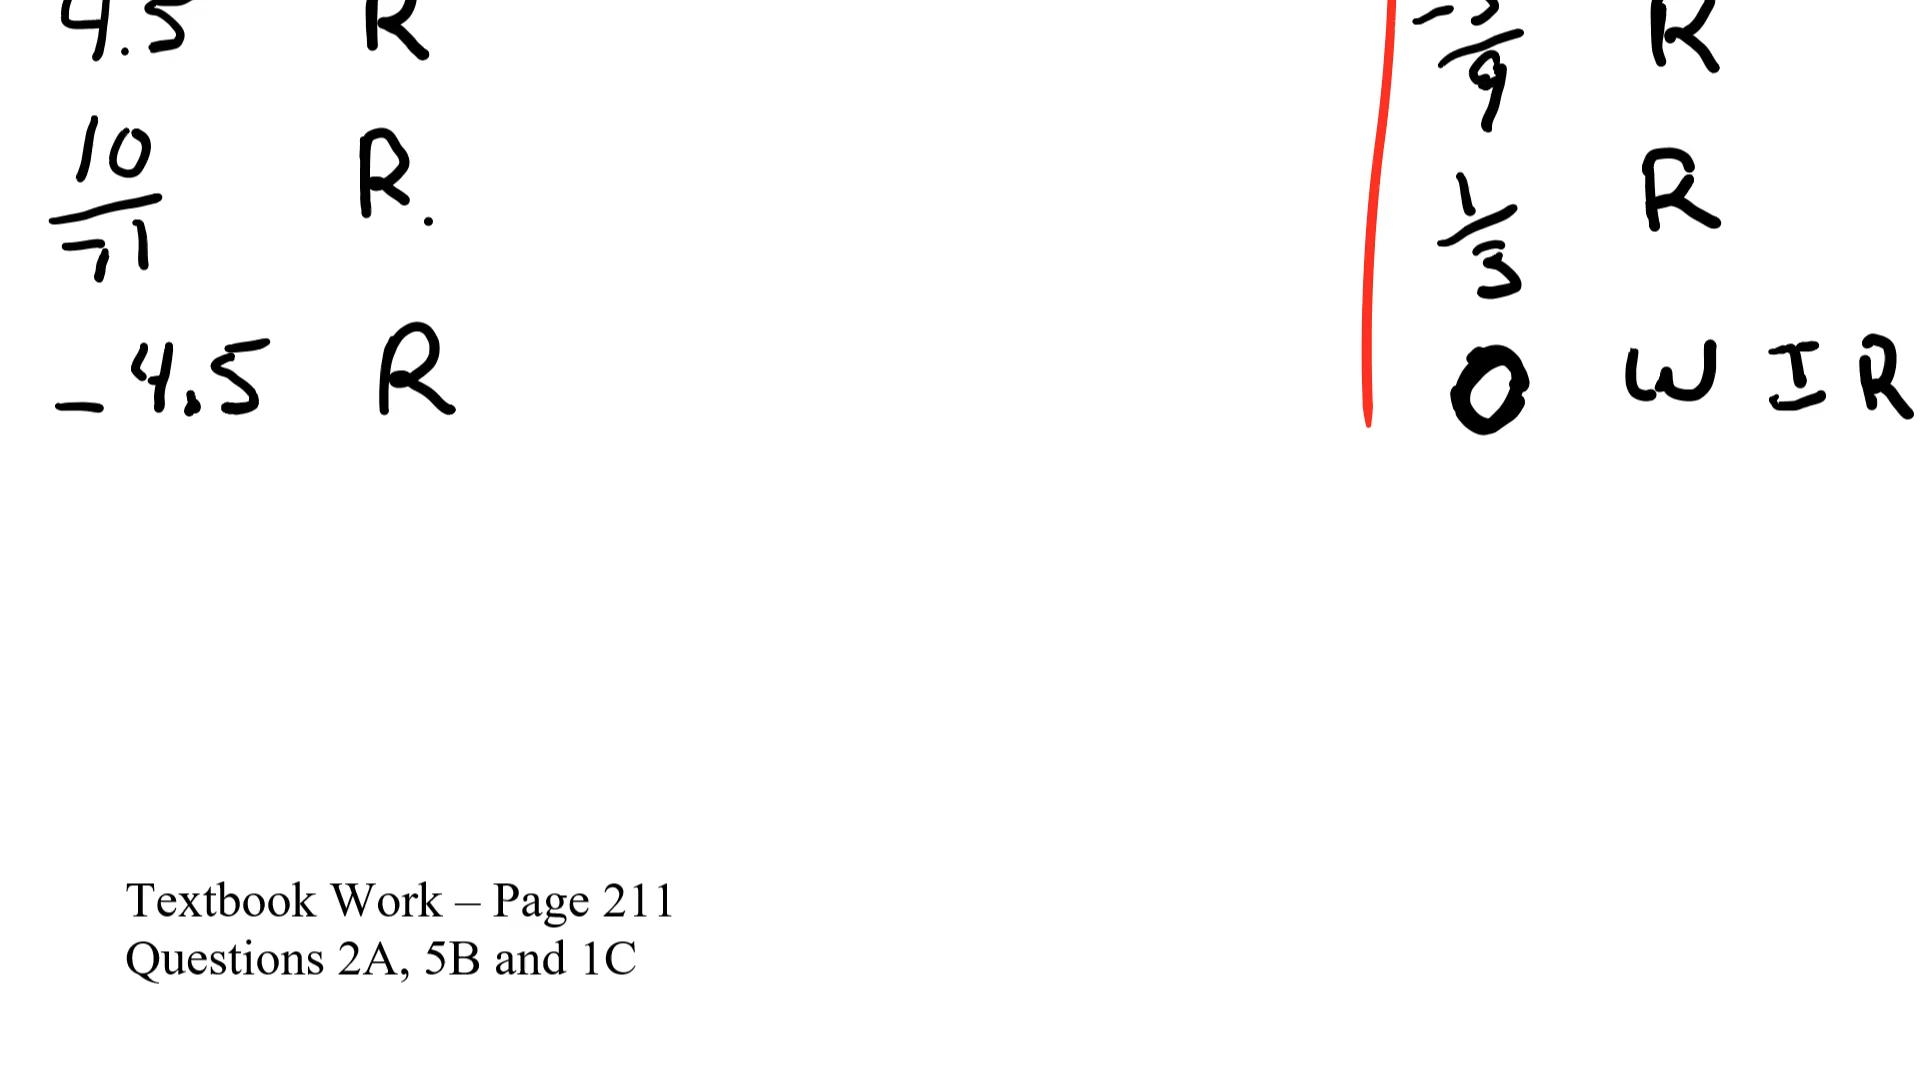 4.5 R
10/71 R.
-4.5 R
R
1/3 R
0 W I R
Textbook Work – Page 211
Questions 2A, 5B and 1C